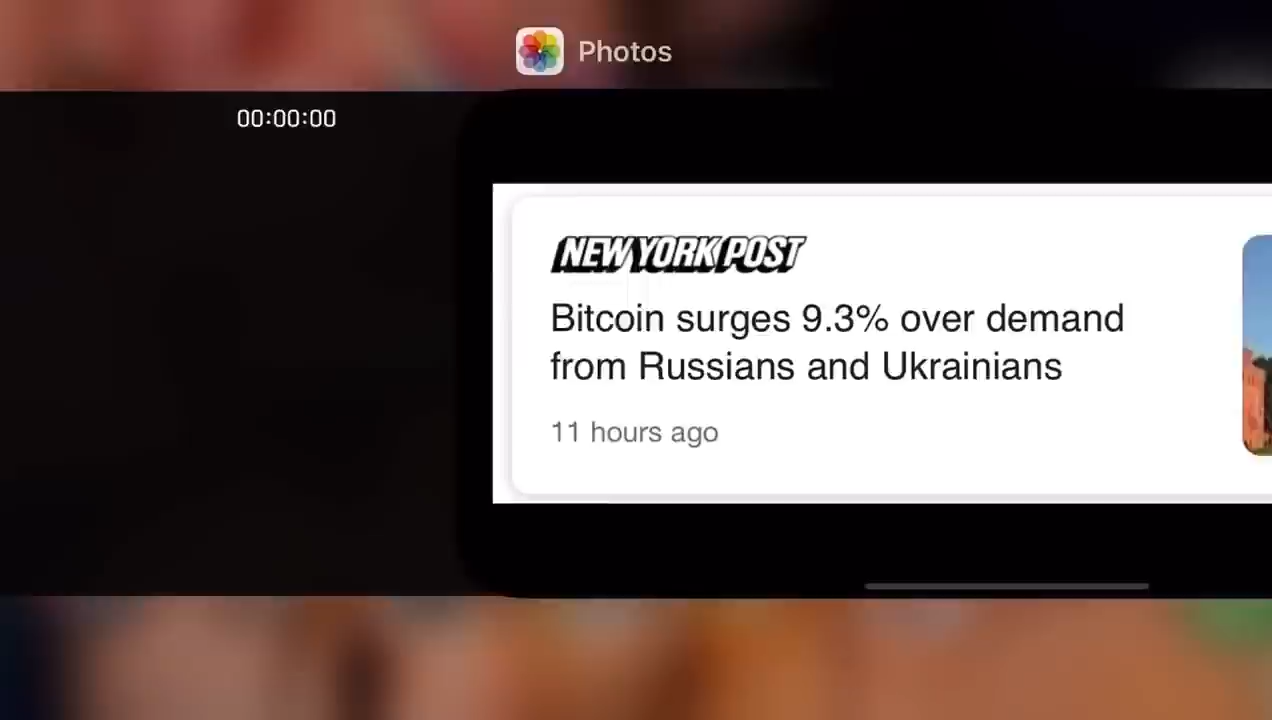 Photos
00:00:00
NEW YORK POST
Bitcoin surges 9.3% over demand
from Russians and Ukrainians
11 hours ago